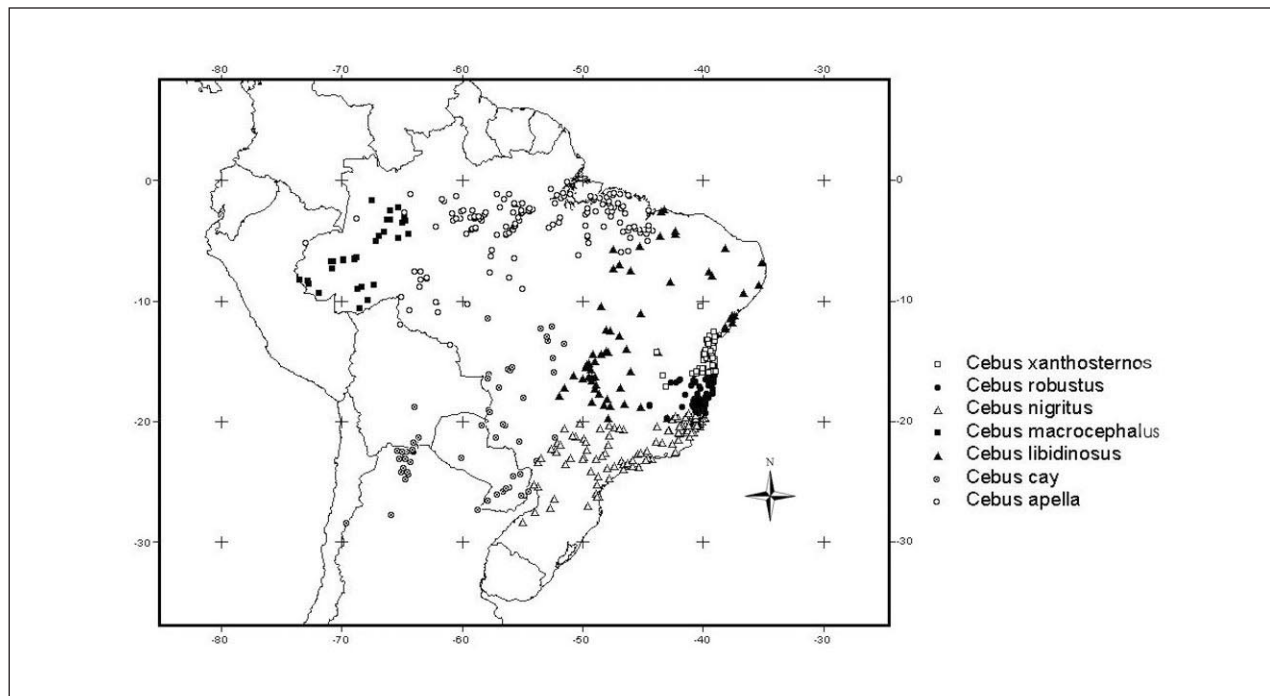 -80 -70 -60 -50 -40 -30
0 0
-10 -10
-20 -20
-30 -30
N
Cebus xanthosternos
Cebus robustus
Cebus nigritus
Cebus macrocephalus
Cebus libidinosus
Cebus cay
Cebus apella
-80 -70 -60 -50 -40 -30